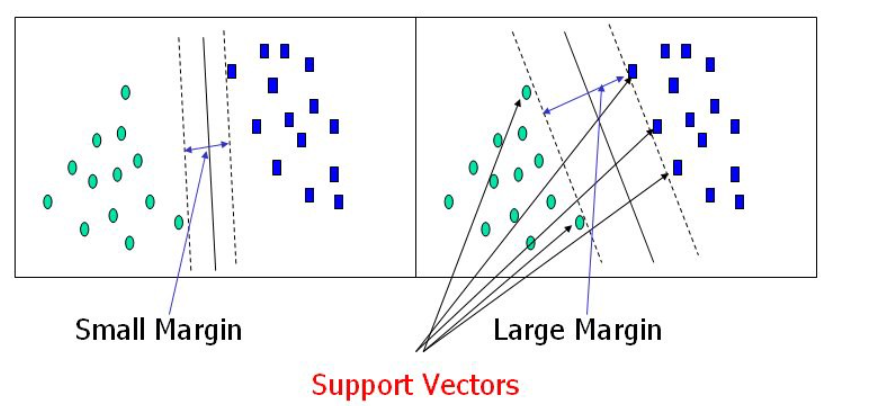 Small Margin
Large Margin
Support Vectors